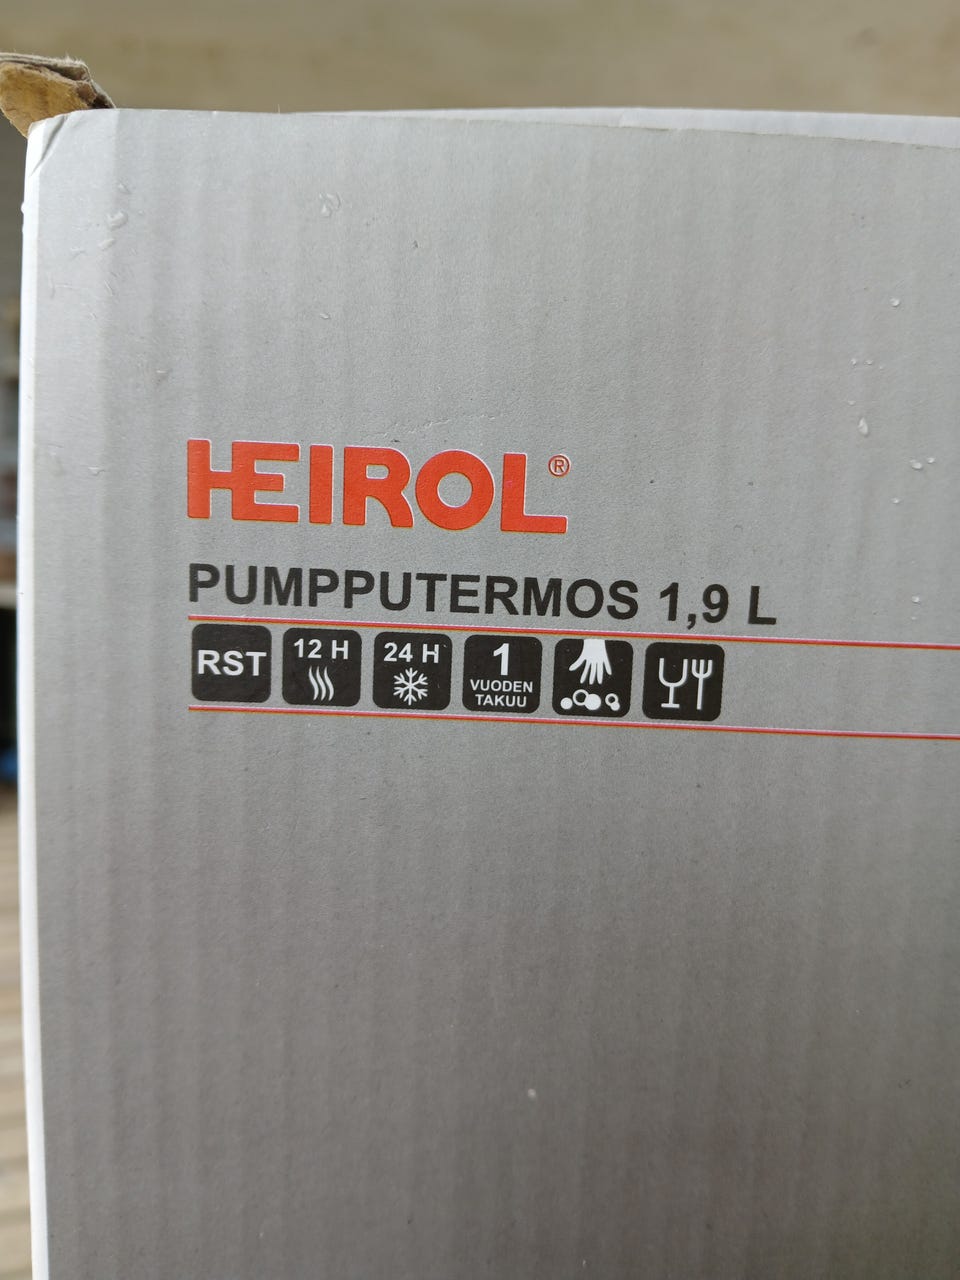 HEIROL®
PUMPPUTERMOS 1,9 L
RST
12 H
24 H
1
VUODEN
TAKUU